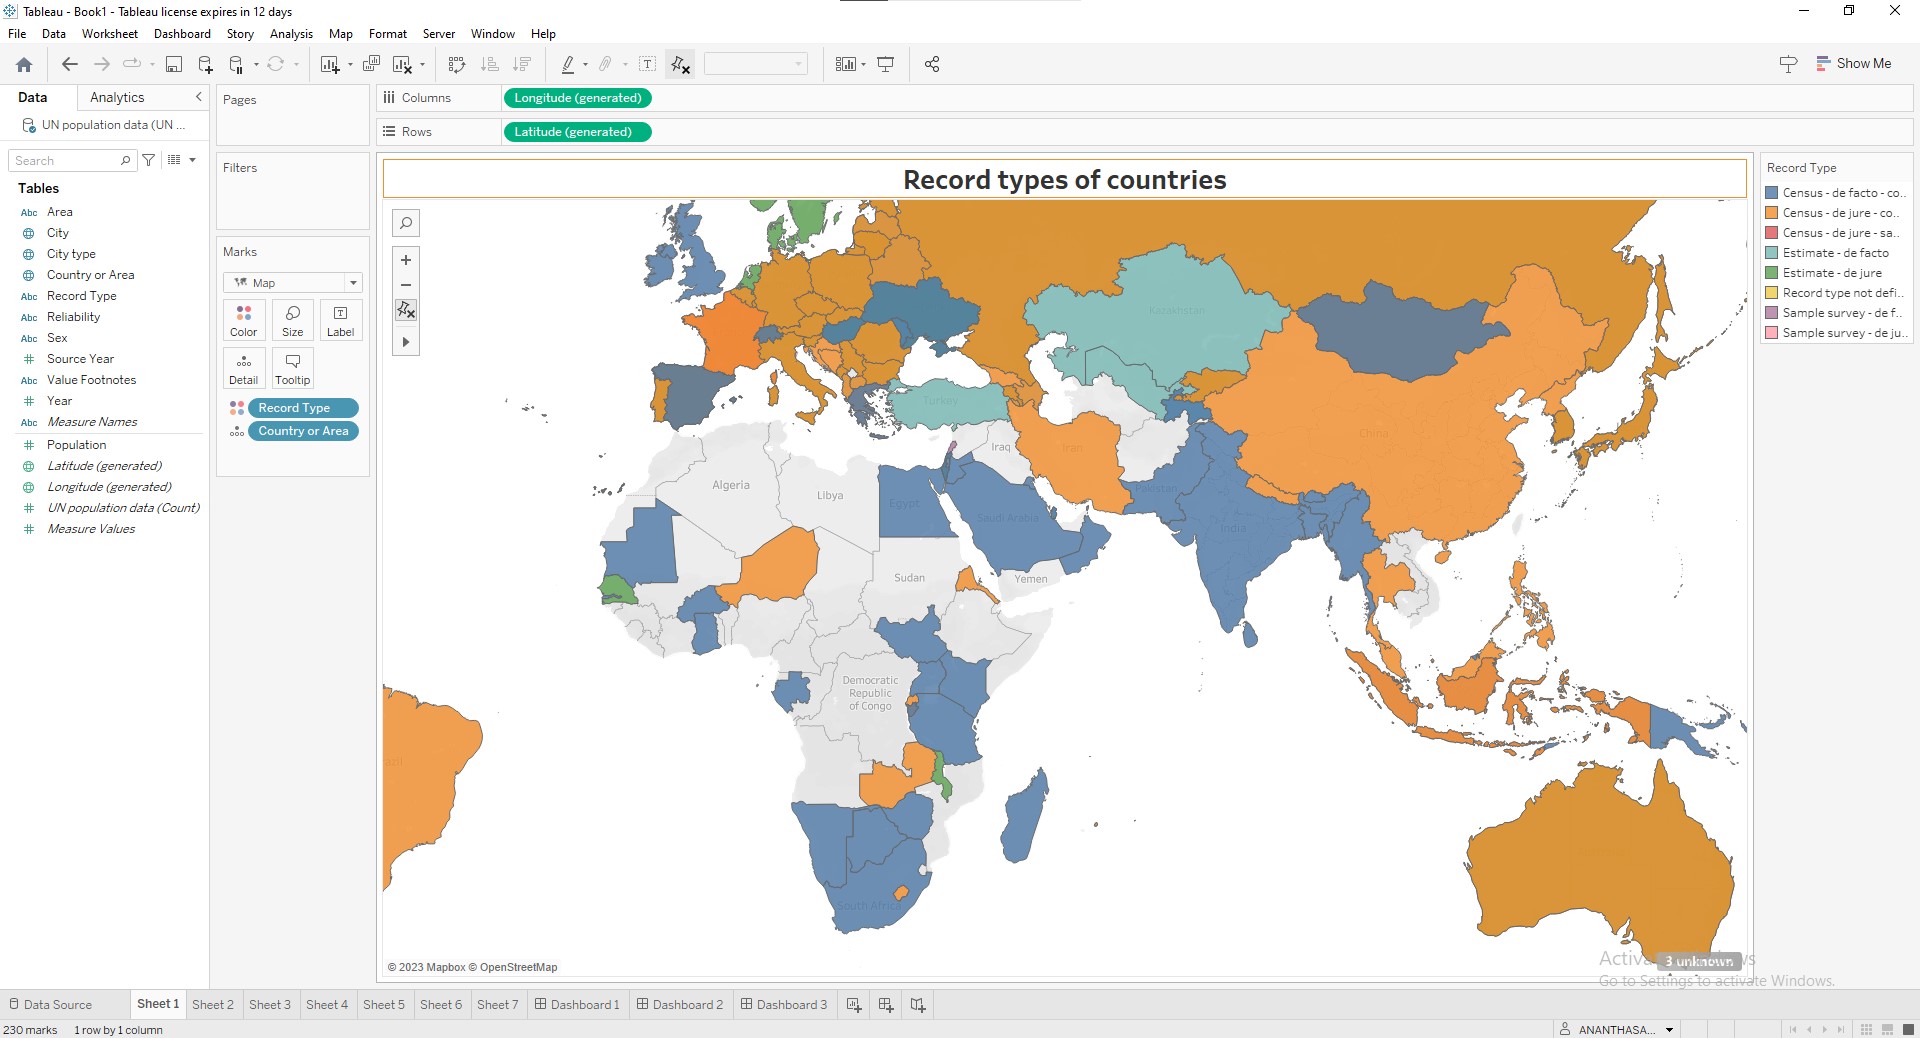 Tableau - Book1 - Tableau license expires in 12 days
File Data Worksheet Dashboard Story Analysis Map Format Server Window Help
Show Me
Data Analytics
UN population data (UN ...
Search
Tables
Abc Area
City
City type
Country or Area
Abc Record Type
Abc Reliability
Abc Sex
Source Year
Abc Value Footnotes
Year
Abc Measure Names
Population
Latitude (generated)
Longitude (generated)
UN population data (Count)
Measure Values
Pages
Filters
Marks
Map
Color Size Label
Detail Tooltip
Record Type
Country or Area
Columns Longitude (generated)
Rows Latitude (generated)
Record types of countries
Kazakhstan
Turkey
China
Iraq
Iran
Algeria
Libya
Egypt
Pakistan
Saudi Arabia
India
Sudan
Yemen
Democratic
Republic
of Congo
South Africa
© 2023 Mapbox © OpenStreetMap
3 unknown
Record Type
Census - de facto - co..
Census - de jure - co..
Census - de jure - sa..
Estimate - de facto
Estimate - de jure
Record type not defi..
Sample survey - de f..
Sample survey - de ju..
Go to Settings to activate Windows.
Data Source Sheet 1 Sheet 2 Sheet 3 Sheet 4 Sheet 5 Sheet 6 Sheet 7 Dashboard 1 Dashboard 2 Dashboard 3
230 marks 1 row by 1 column
ANANTHASA...